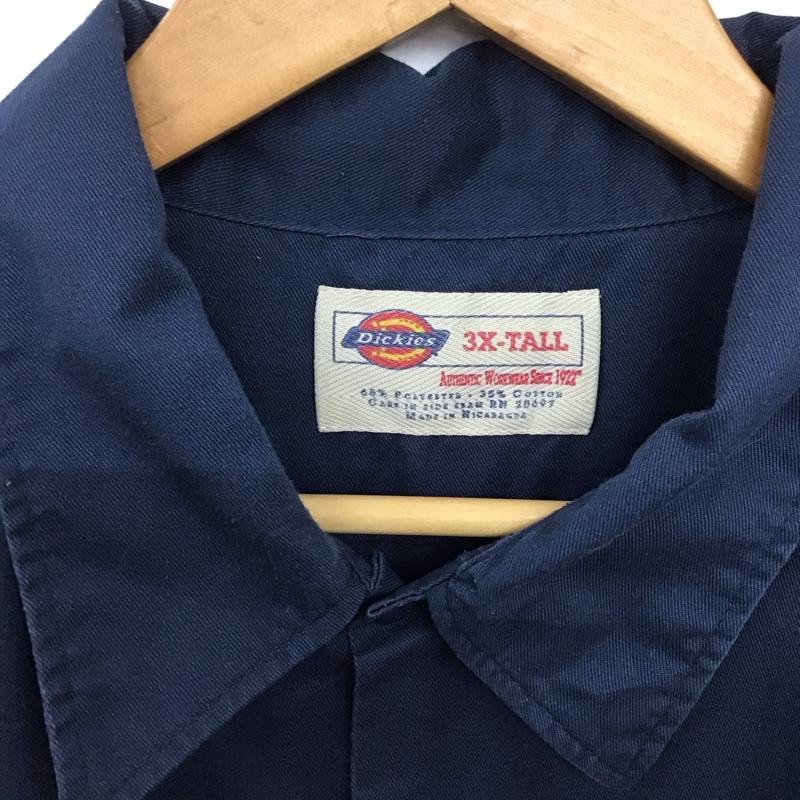 Dickies 3X-TALL
AUTHENTIC WORKWEAR SINCE 1922
65% POLYESTER • 35% COTTON
CARE IN SIDE SEAM RN 20697
MADE IN NICARAGUA